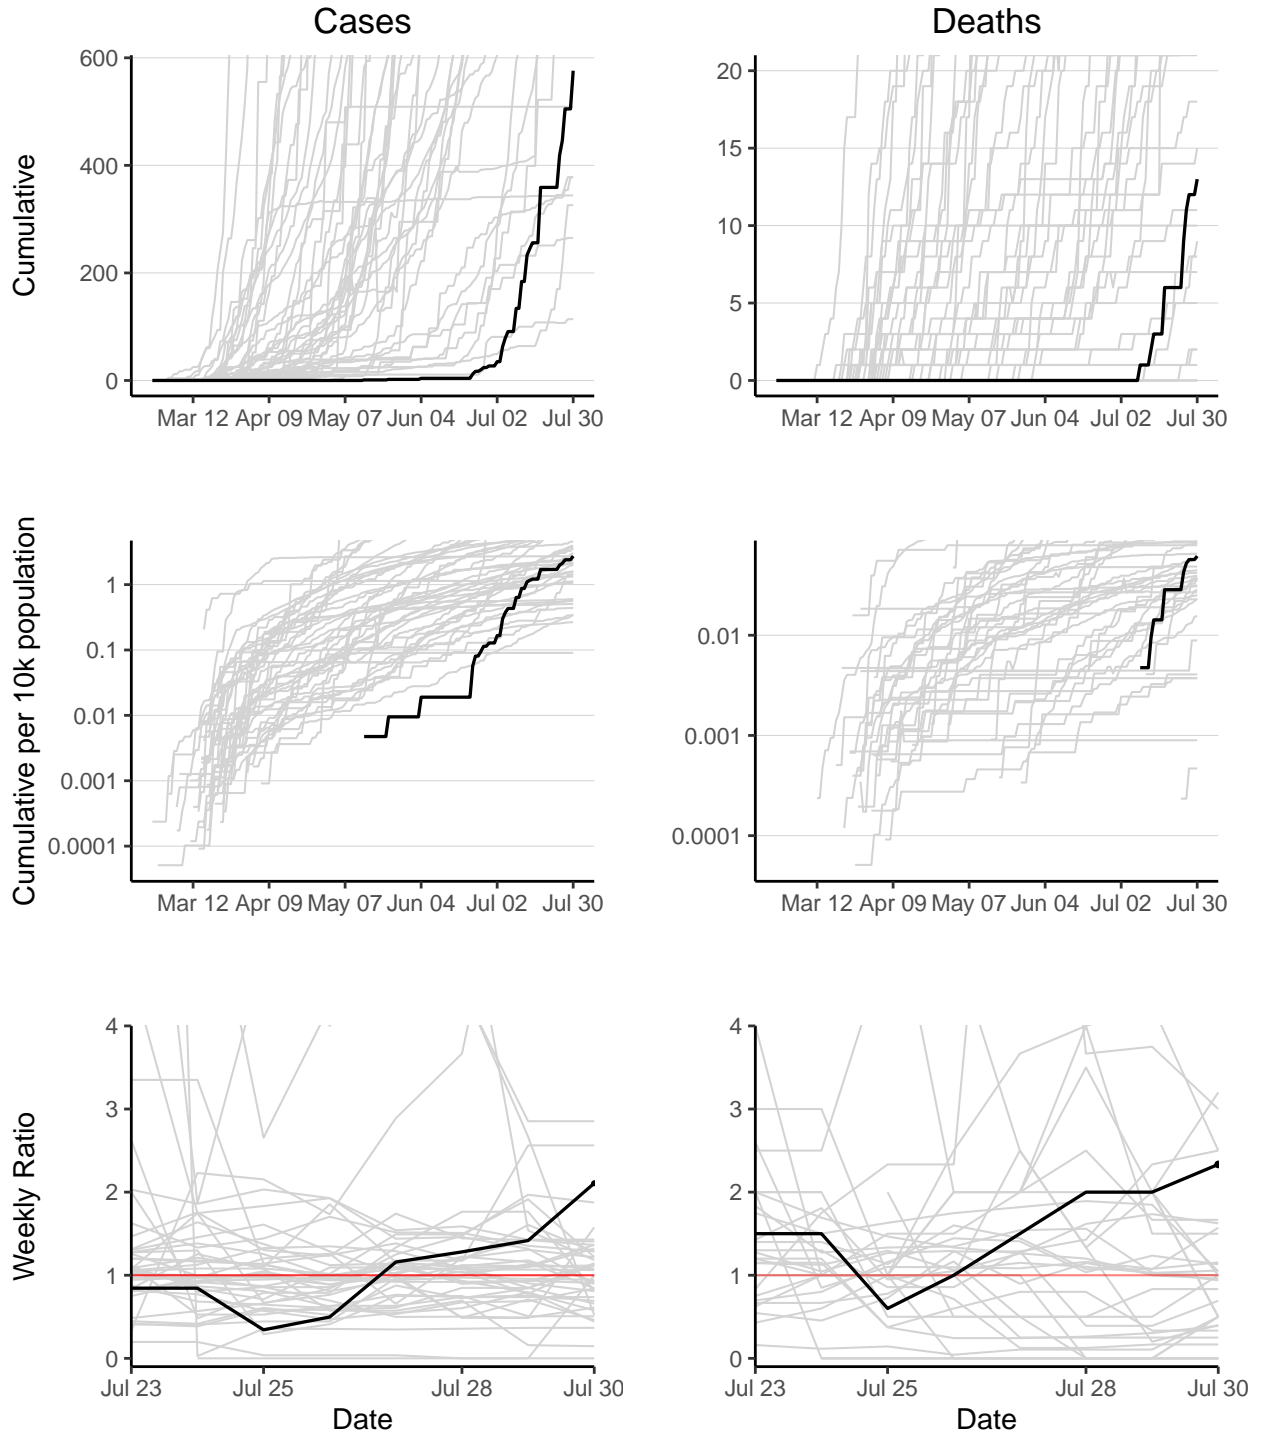 Cases
Deaths
Cumulative
600
400
200
0
Mar 12 Apr 09 May 07 Jun 04 Jul 02 Jul 30
20
15
10
5
0
Mar 12 Apr 09 May 07 Jun 04 Jul 02 Jul 30
Cumulative per 10k population
1
0.1
0.01
0.001
0.0001
Mar 12 Apr 09 May 07 Jun 04 Jul 02 Jul 30
0.01
0.001
0.0001
Mar 12 Apr 09 May 07 Jun 04 Jul 02 Jul 30
Weekly Ratio
4
3
2
1
0
Jul 23 Jul 25 Jul 28 Jul 30
Date
4
3
2
1
0
Jul 23 Jul 25 Jul 28 Jul 30
Date